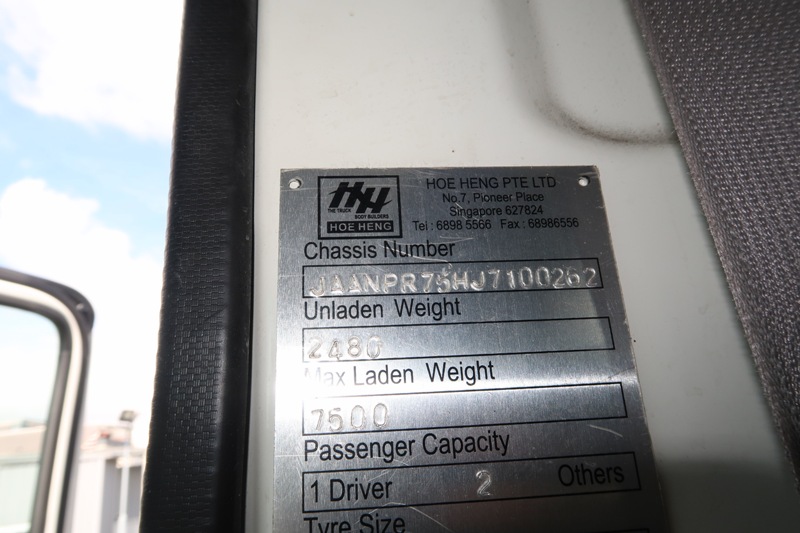 HH
THE TRUCK BODY BUILDERS
HOE HENG
HOE HENG PTE LTD
No.7, Pioneer Place
Singapore 627824
Tel : 6898 5566 Fax : 68986556
Chassis Number
JAANPR75HJ7100262
Unladen Weight
2480
Max Laden Weight
7500
Passenger Capacity
1 Driver 2 Others
Tyre Size